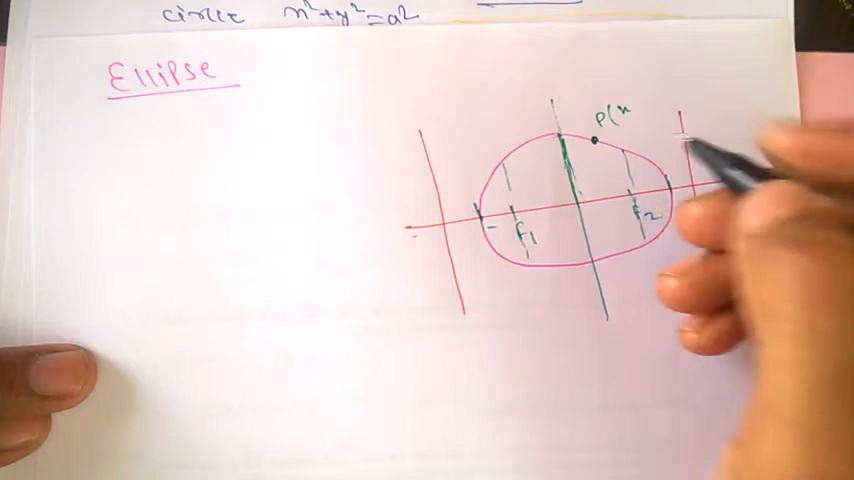 circle x²+y²=a²
Ellipse
P(x
F₁
F₂